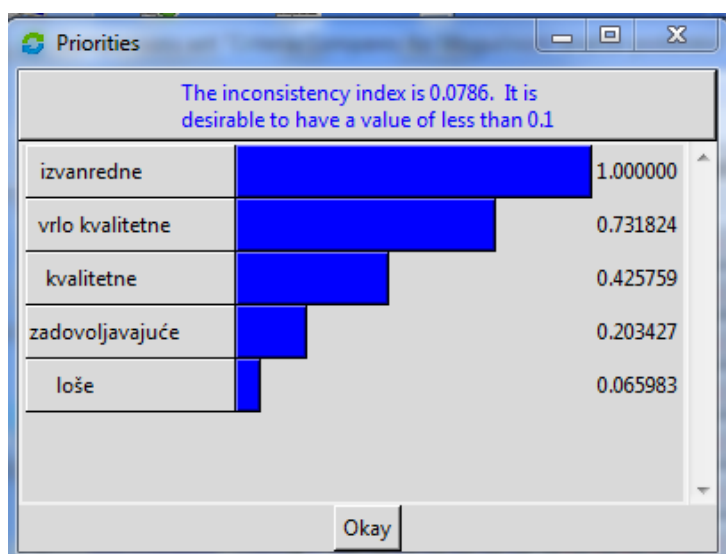 Priorities
The inconsistency index is 0.0786. It is
desirable to have a value of less than 0.1
izvanredne 1.000000
vrlo kvalitetne 0.731824
kvalitetne 0.425759
zadovoljavajuće 0.203427
loše 0.065983
Okay